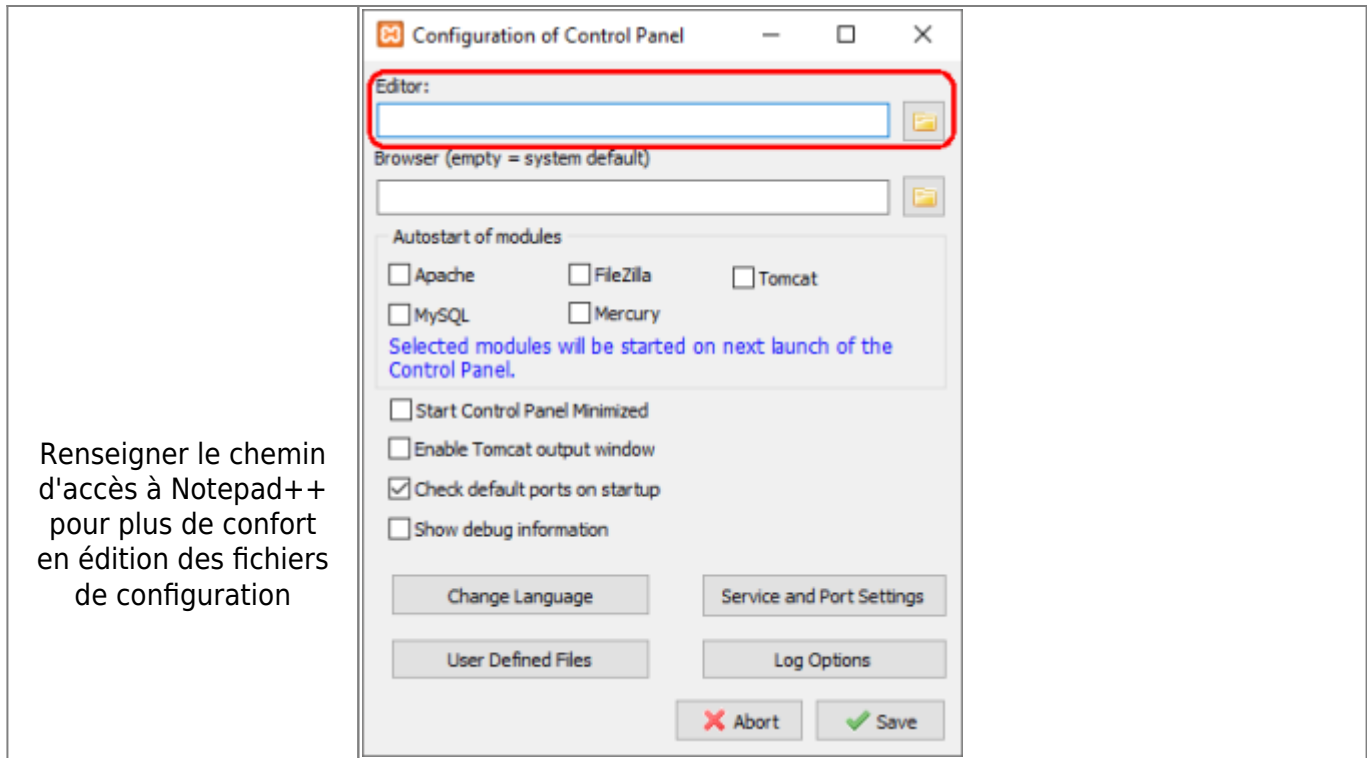 Renseigner le chemin
d'accès à Notepad++
pour plus de confort
en édition des fichiers
de configuration
Configuration of Control Panel
Editor:
Browser (empty = system default)
Autostart of modules
Apache FileZilla Tomcat
MySQL Mercury
Selected modules will be started on next launch of the
Control Panel.
Start Control Panel Minimized
Enable Tomcat output window
Check default ports on startup
Show debug information
Change Language Service and Port Settings
User Defined Files Log Options
Abort Save